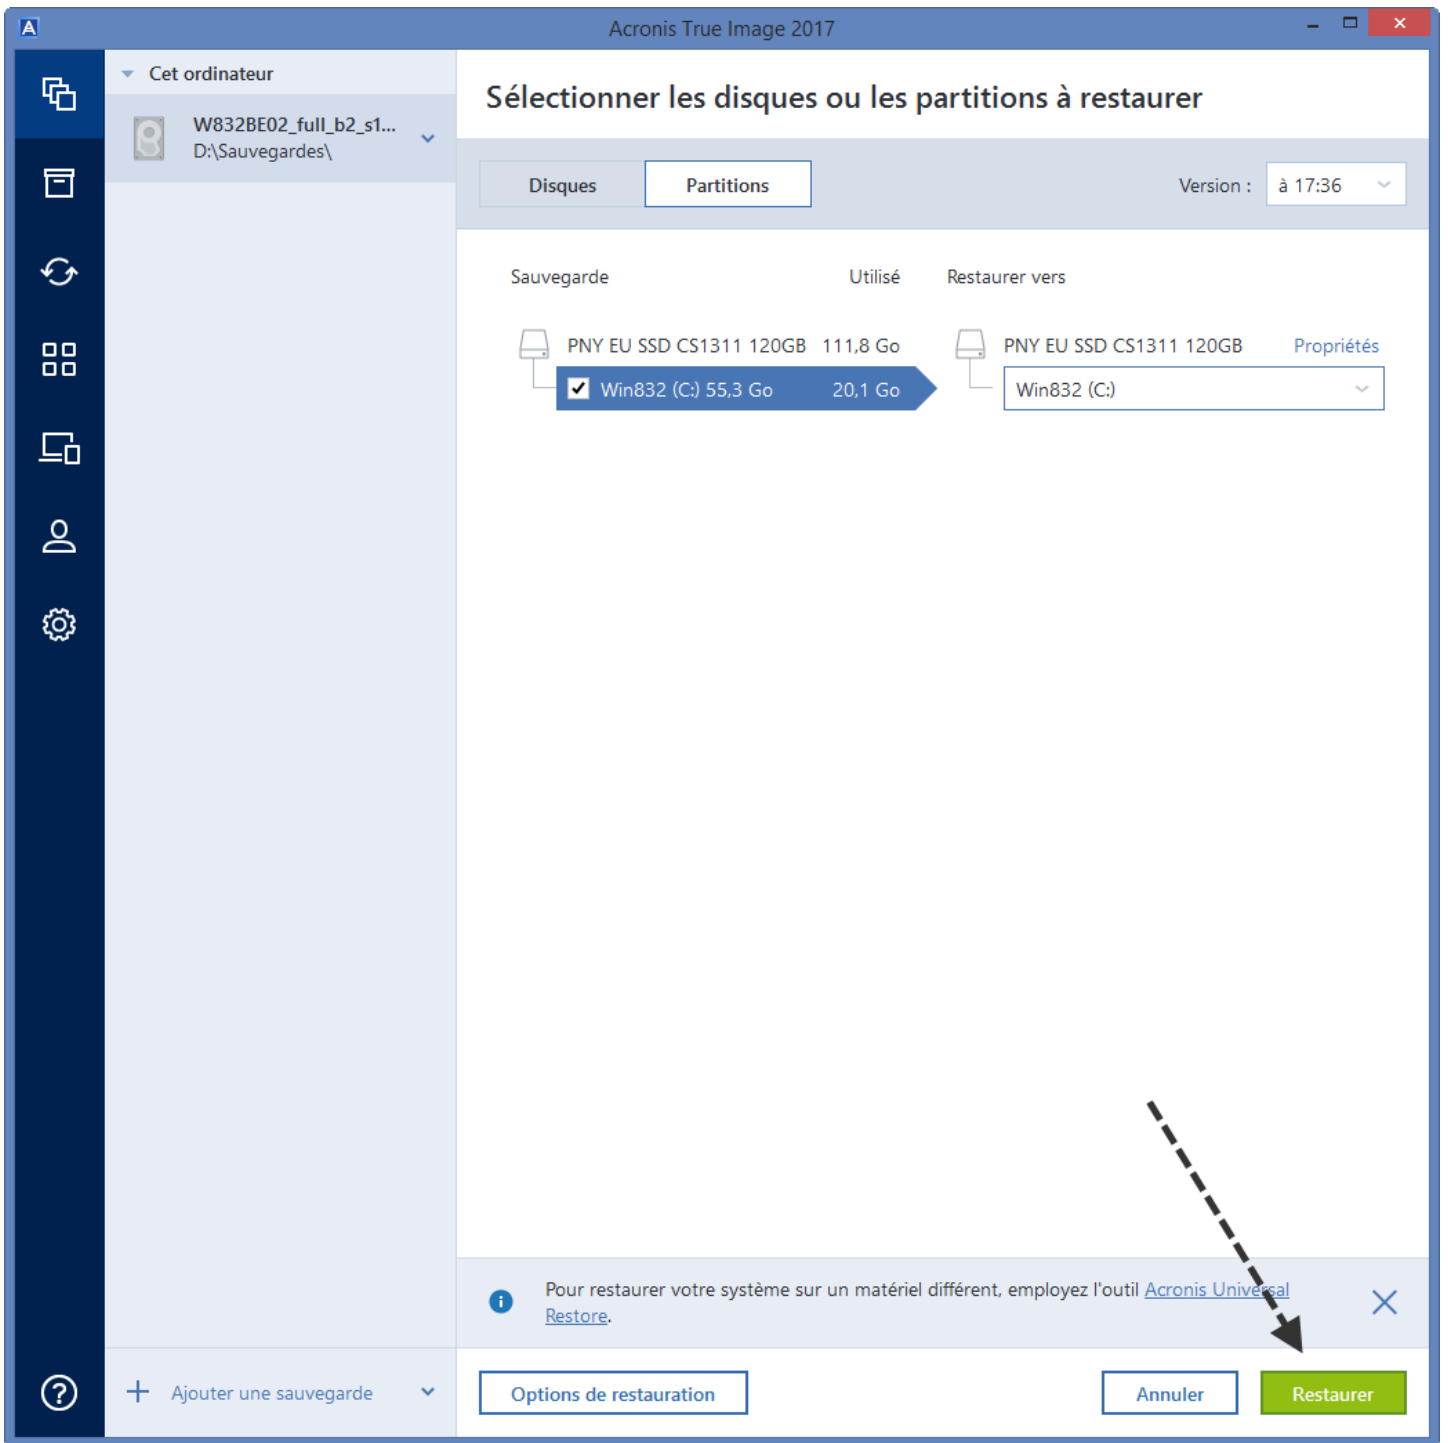 Acronis True Image 2017
Cet ordinateur
W832BE02_full_b2_s1...
D:\Sauvegardes\
Sélectionner les disques ou les partitions à restaurer
Disques
Partitions
Version :
à 17:36
Sauvegarde
Utilisé
Restaurer vers
PNY EU SSD CS1311 120GB
111,8 Go
PNY EU SSD CS1311 120GB
Propriétés
Win832 (C:) 55,3 Go
20,1 Go
Win832 (C:)
Pour restaurer votre système sur un matériel différent, employez l'outil Acronis Universal
Restore.
Ajouter une sauvegarde
Options de restauration
Annuler
Restaurer